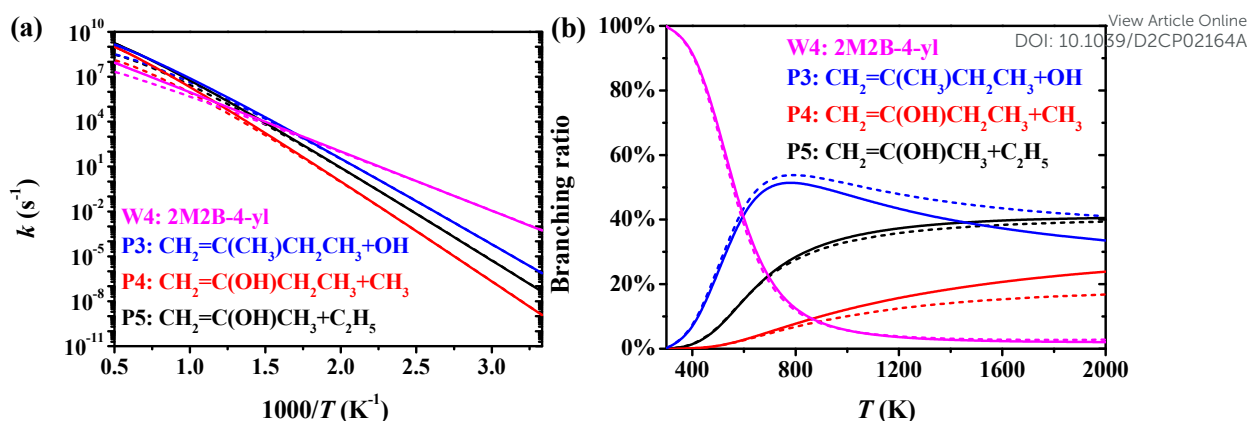 (a)
10^10
10^7
10^4
10^1
10^-2
10^-5
10^-8
10^-11
k (s^-1)
W4: 2M2B-4-yl
P3: CH2=C(CH3)CH2CH3+OH
P4: CH2=C(OH)CH2CH3+CH3
P5: CH2=C(OH)CH3+C2H5
0.5 1.0 1.5 2.0 2.5 3.0
1000/T (K^-1)
(b)
View Article Online
DOI: 10.1039/D2CP02164A
100%
80%
60%
40%
20%
0%
Branching ratio
W4: 2M2B-4-yl
P3: CH2=C(CH3)CH2CH3+OH
P4: CH2=C(OH)CH2CH3+CH3
P5: CH2=C(OH)CH3+C2H5
400 800 1200 1600 2000
T (K)